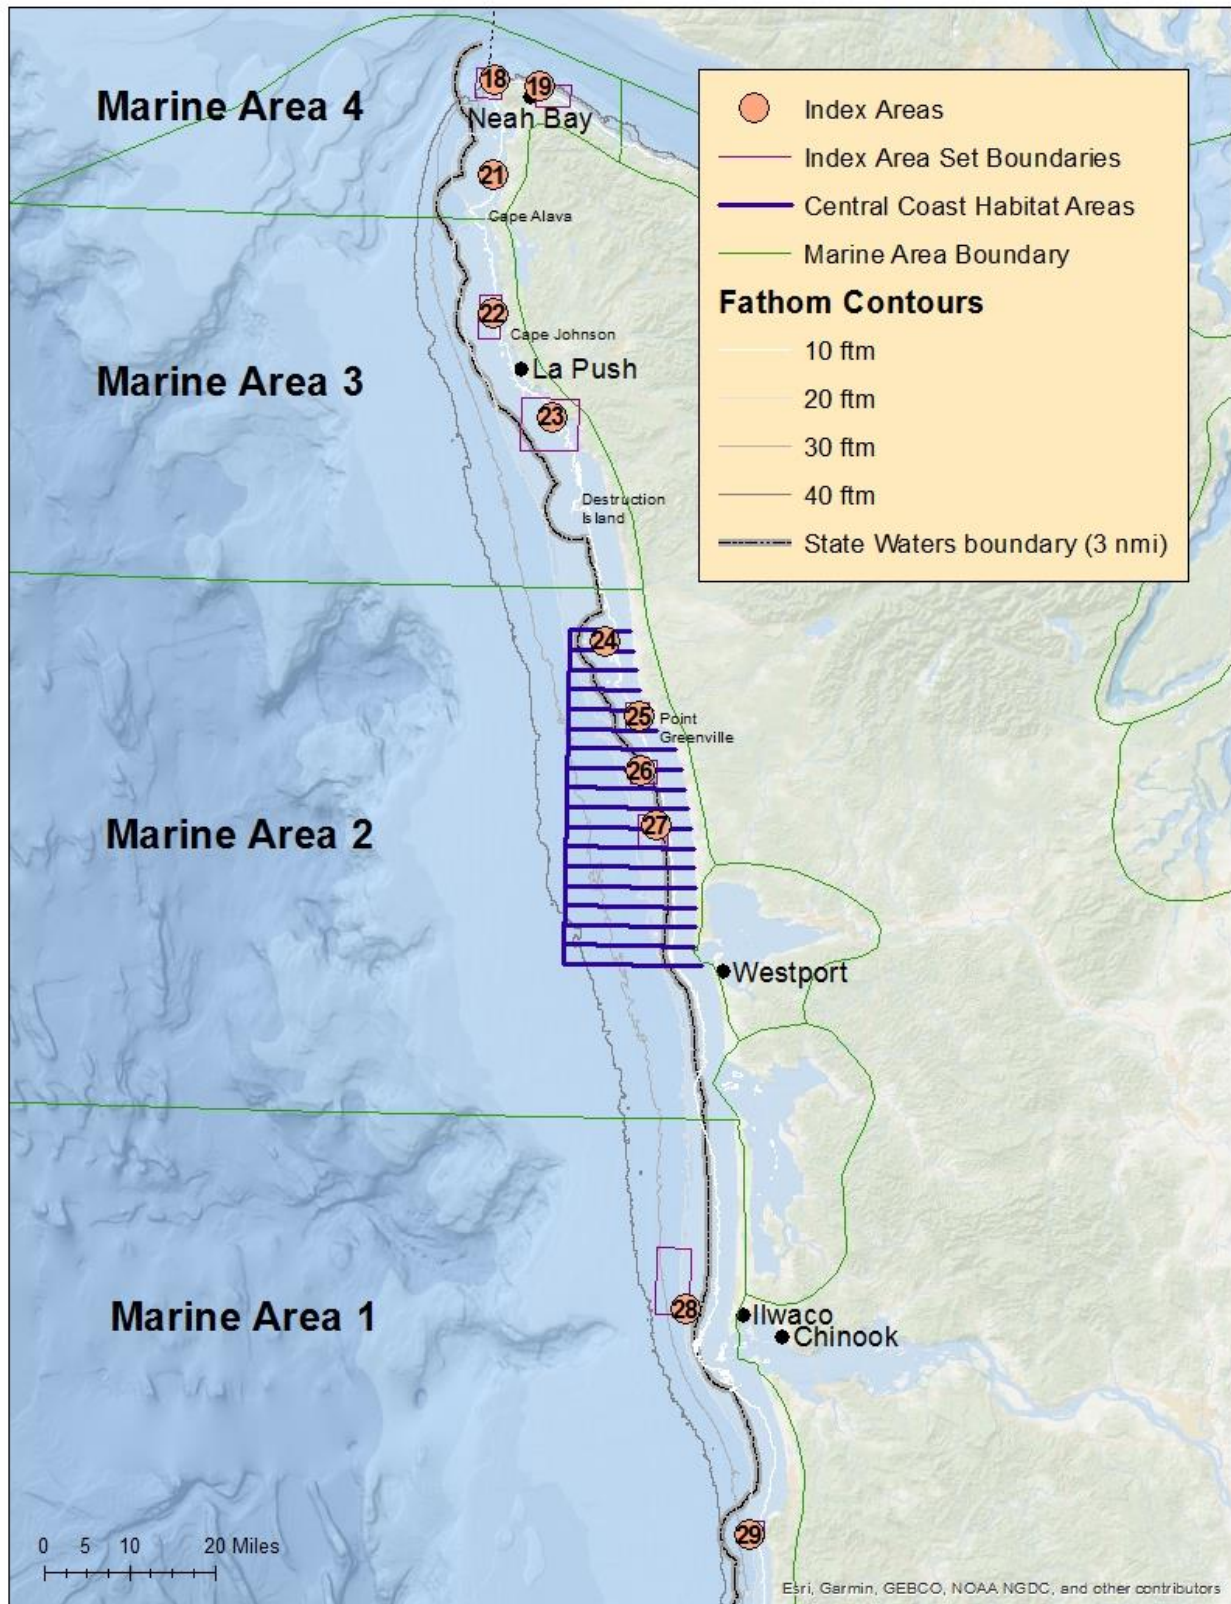 Marine Area 4
18
19
Neah Bay
21
Cape Alava
22
Cape Johnson
Marine Area 3
La Push
23
Destruction
Island
24
25
Point
Greenville
26
27
Marine Area 2
Westport
28
Marine Area 1
Ilwaco
Chinook
29
Index Areas
Index Area Set Boundaries
Central Coast Habitat Areas
Marine Area Boundary
Fathom Contours
10 ftm
20 ftm
30 ftm
40 ftm
State Waters boundary (3 nmi)
0 5 10 20 Miles
Esri, Garmin, GEBCO, NOAA NGDC, and other contributors